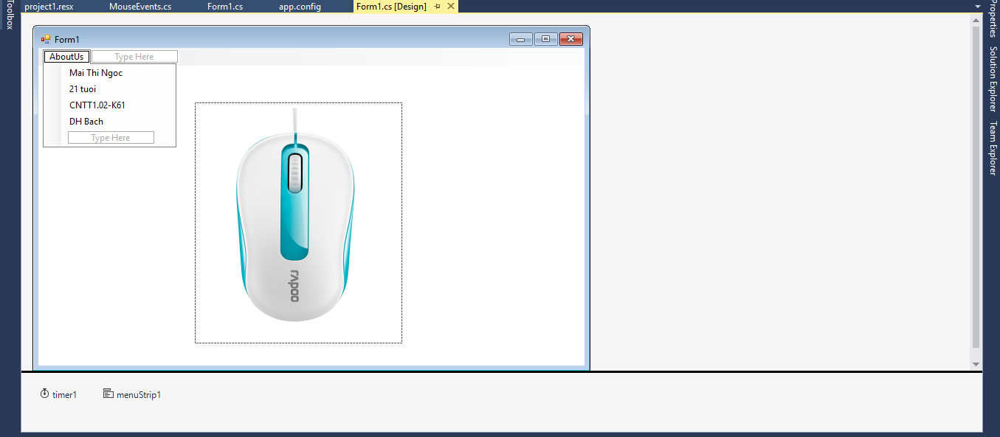 Toolbox
project1.resx
MouseEvents.cs
Form1.cs
app.config
Form1.cs [Design]
Properties
Solution Explorer
Team Explorer
Form1
AboutUs
Type Here
Mai Thi Ngoc
21 tuoi
CNTT1.02-K61
DH Bach
Type Here
rapoo
timer1
menuStrip1